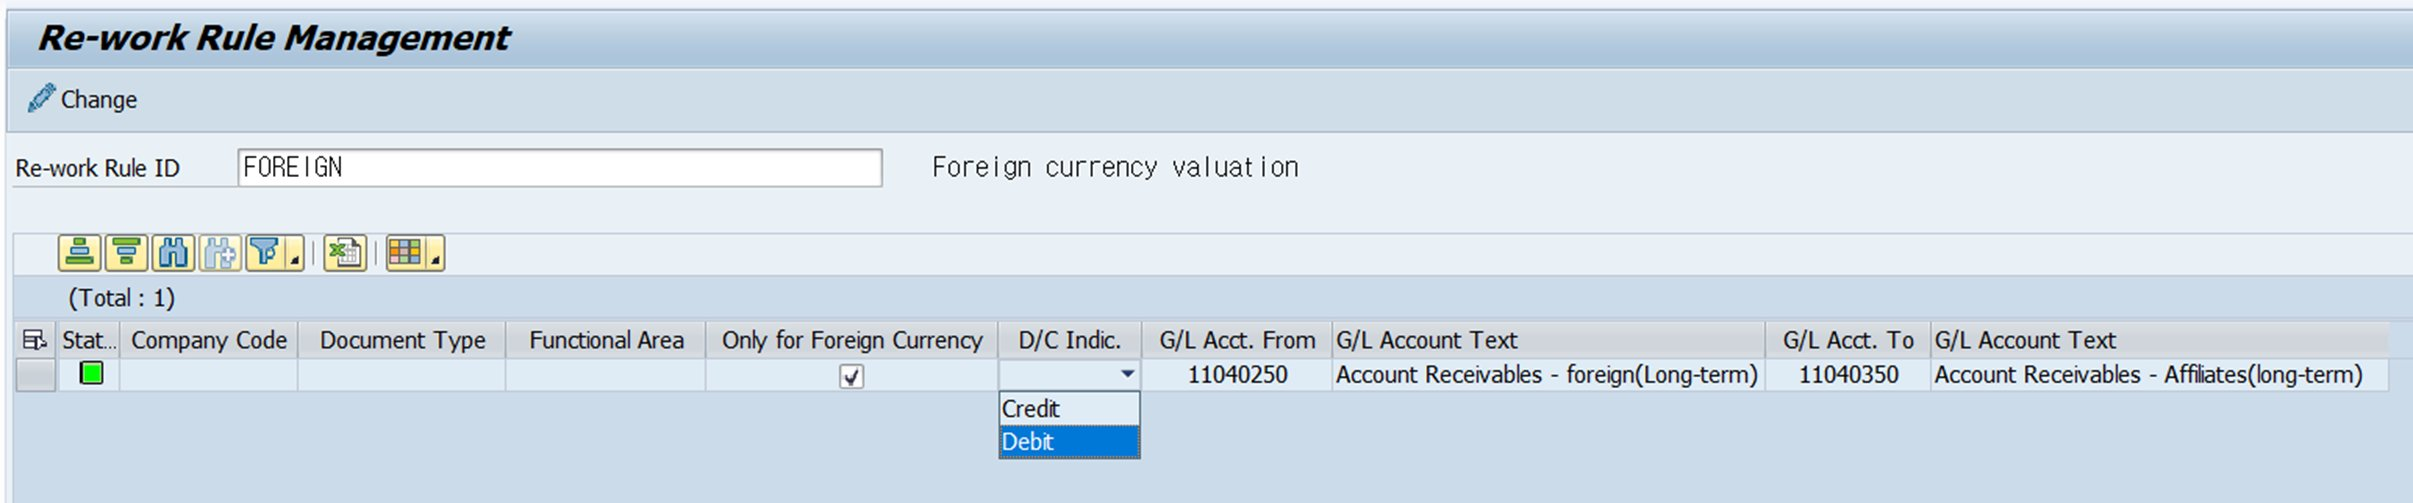 Re-work Rule Management
Change
Re-work Rule ID FOREIGN Foreign currency valuation
(Total : 1)
Stat... Company Code Document Type Functional Area Only for Foreign Currency D/C Indic. G/L Acct. From G/L Account Text G/L Acct. To G/L Account Text
11040250 Account Receivables - foreign(Long-term) 11040350 Account Receivables - Affiliates(long-term)
Credit
Debit